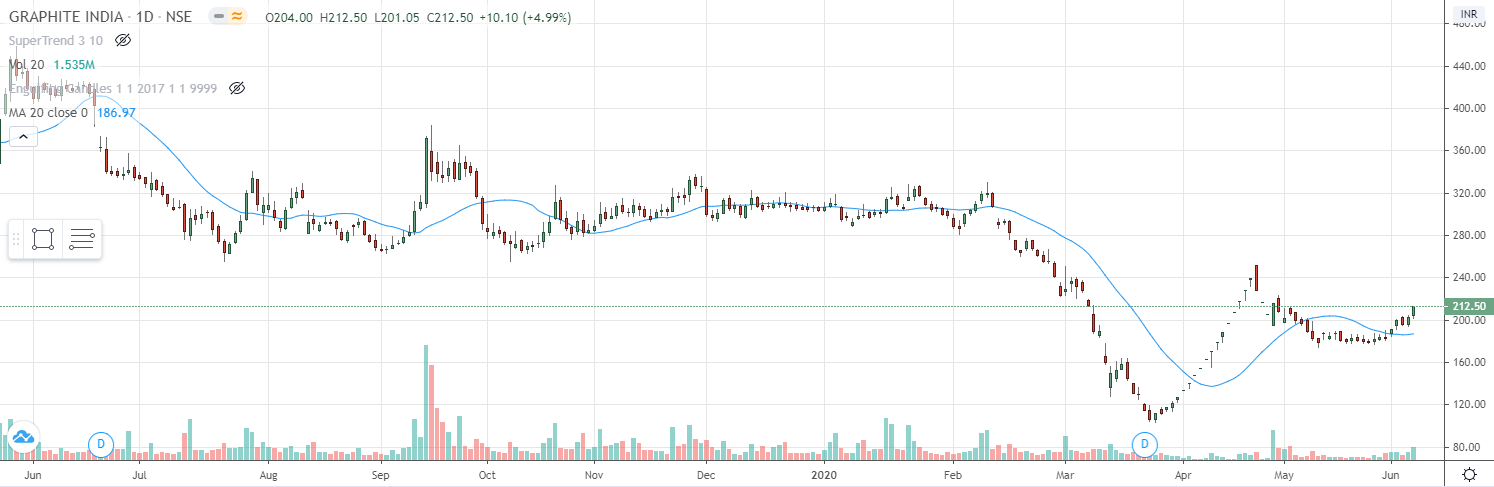 GRAPHITE INDIA · 1D · NSE O204.00 H212.50 L201.05 C212.50 +10.10 (+4.99%)
SuperTrend 3 10
Vol 20 1.535M
Engulfing Candles 1 1 2017 1 1 9999
MA 20 close 0 186.97
INR
480.00
440.00
400.00
360.00
320.00
280.00
240.00
212.50
200.00
160.00
120.00
80.00
D D
Jun Jul Aug Sep Oct Nov Dec 2020 Feb Mar Apr May Jun